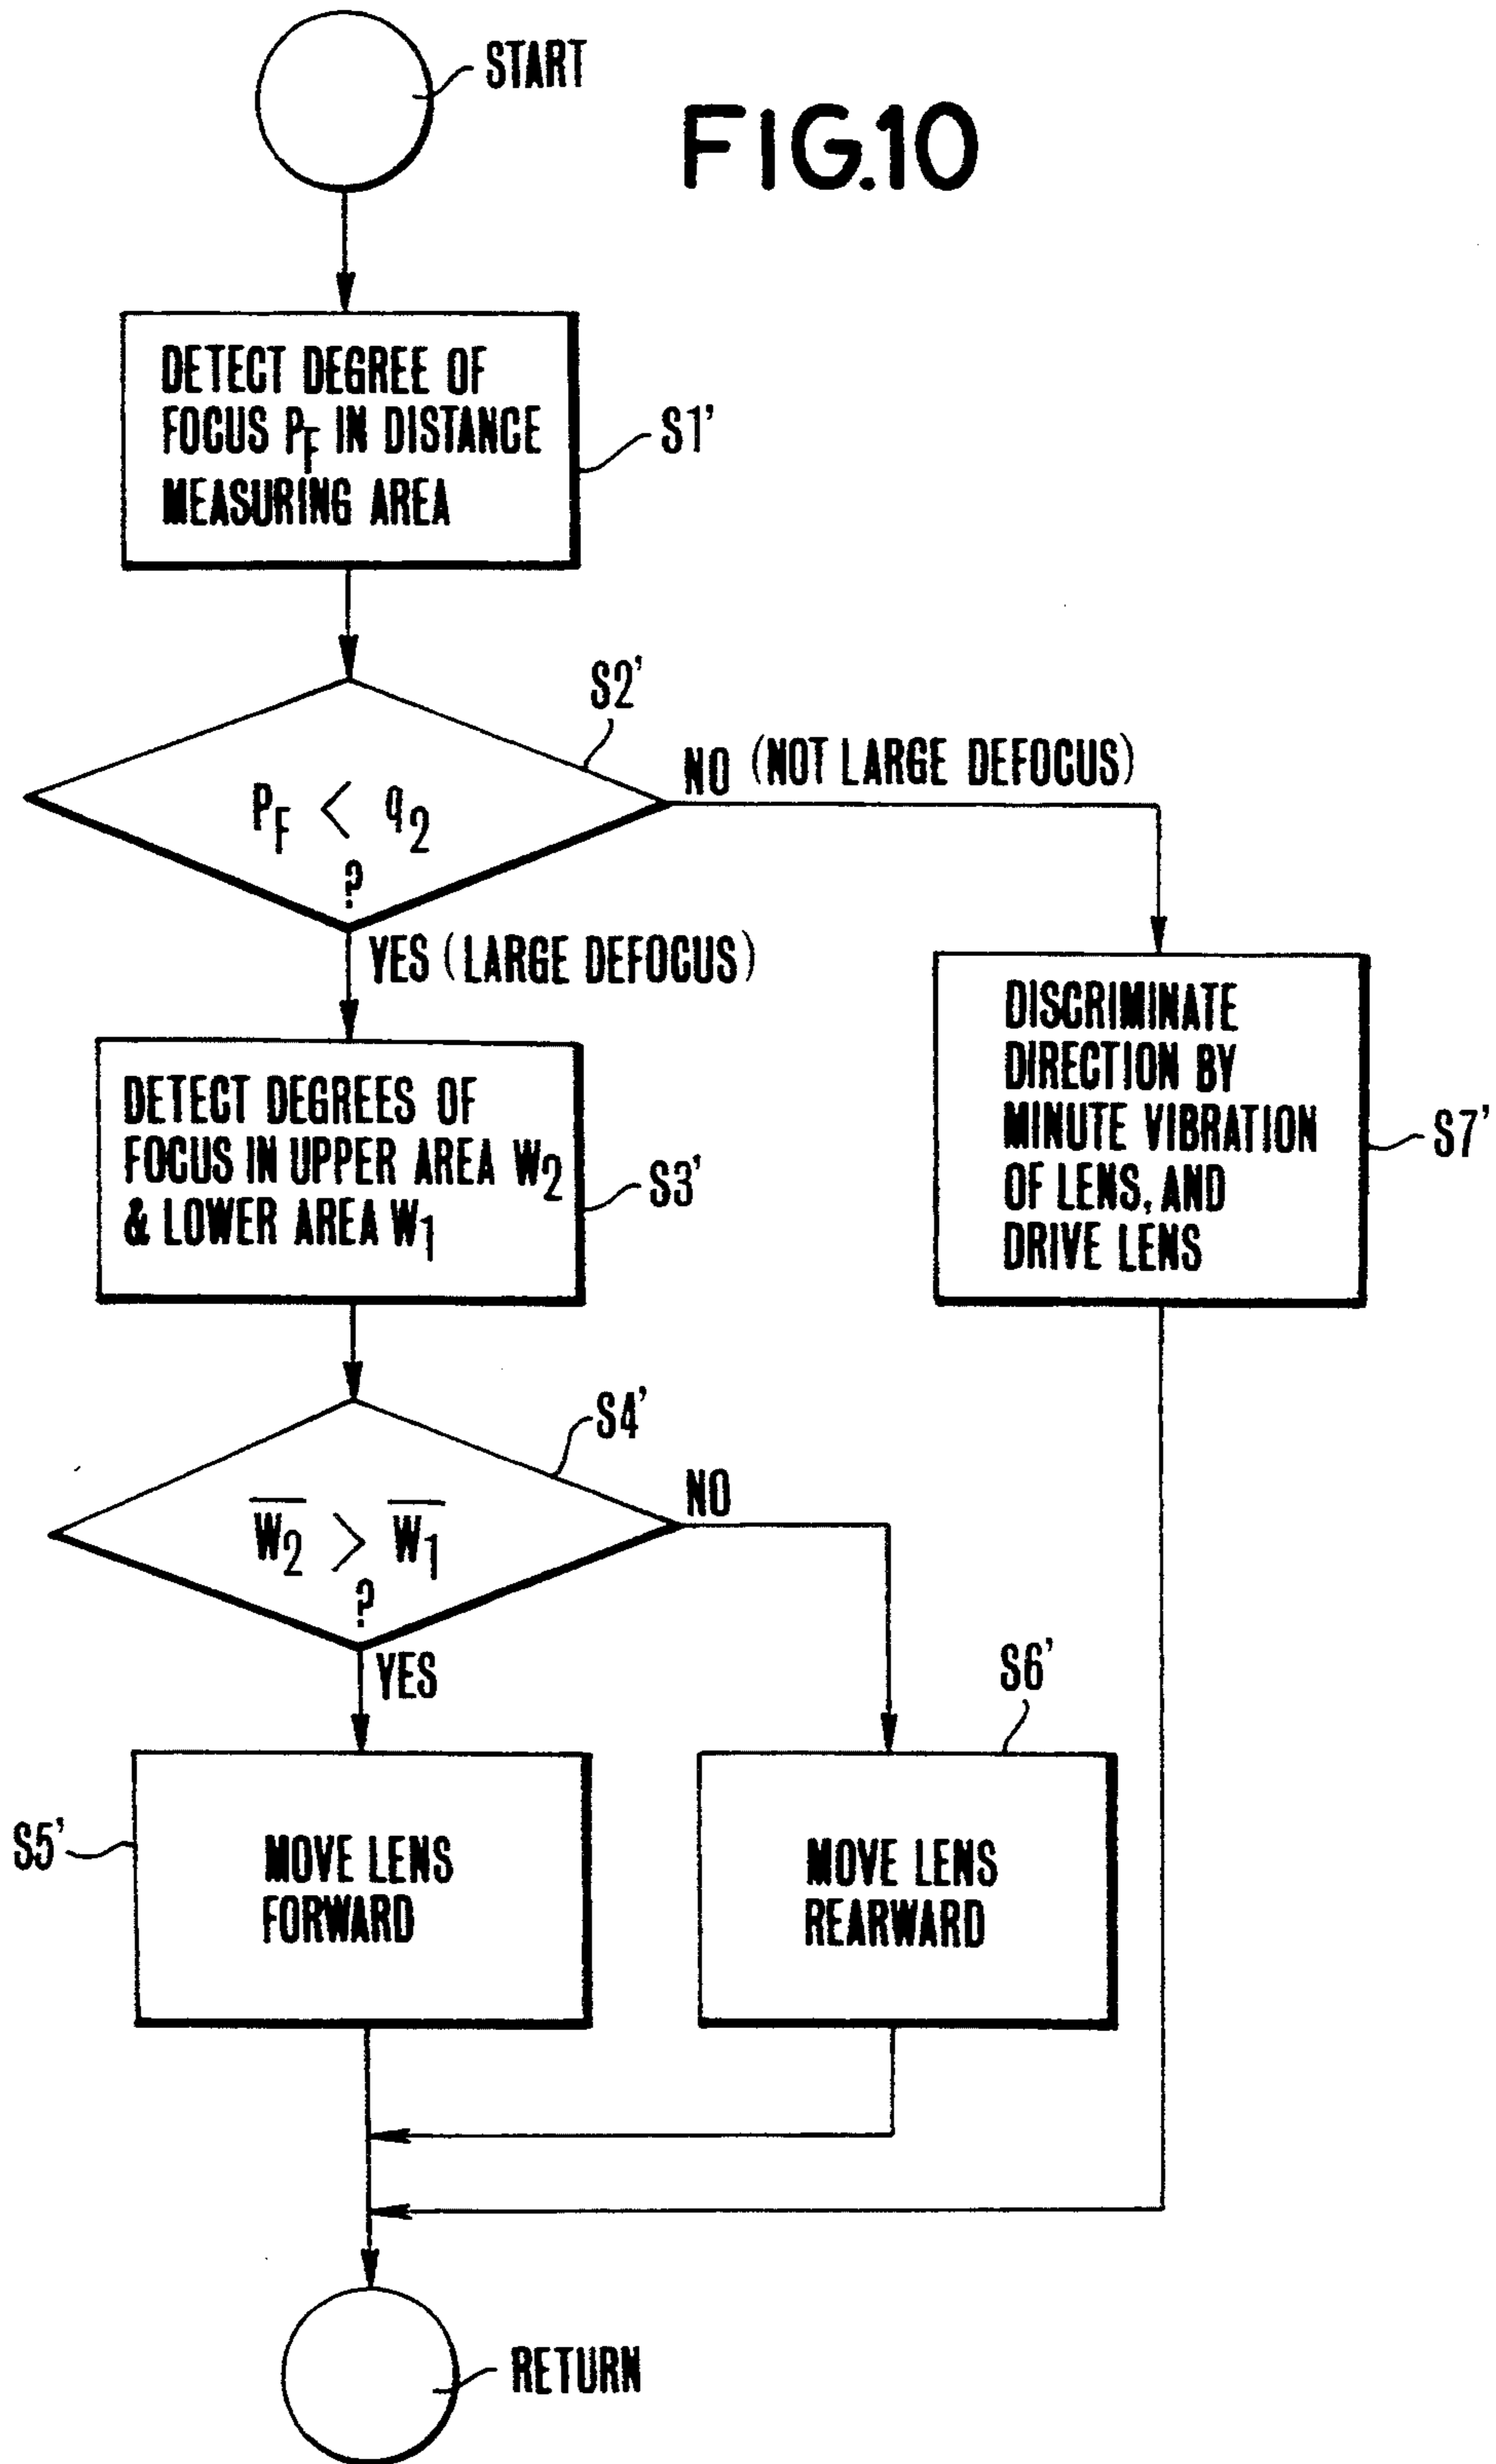 START
FIG.10
DETECT DEGREE OF
FOCUS PF IN DISTANCE
MEASURING AREA
S1'
S2'
PF < q2
?
NO (NOT LARGE DEFOCUS)
YES (LARGE DEFOCUS)
DETECT DEGREES OF
FOCUS IN UPPER AREA W2
& LOWER AREA W1
S3'
DISCRIMINATE
DIRECTION BY
MINUTE VIBRATION
OF LENS, AND
DRIVE LENS
S7'
S4'
W̅2̅ > W̅1̅
?
NO
YES
S5'
MOVE LENS
FORWARD
S6'
MOVE LENS
REARWARD
RETURN